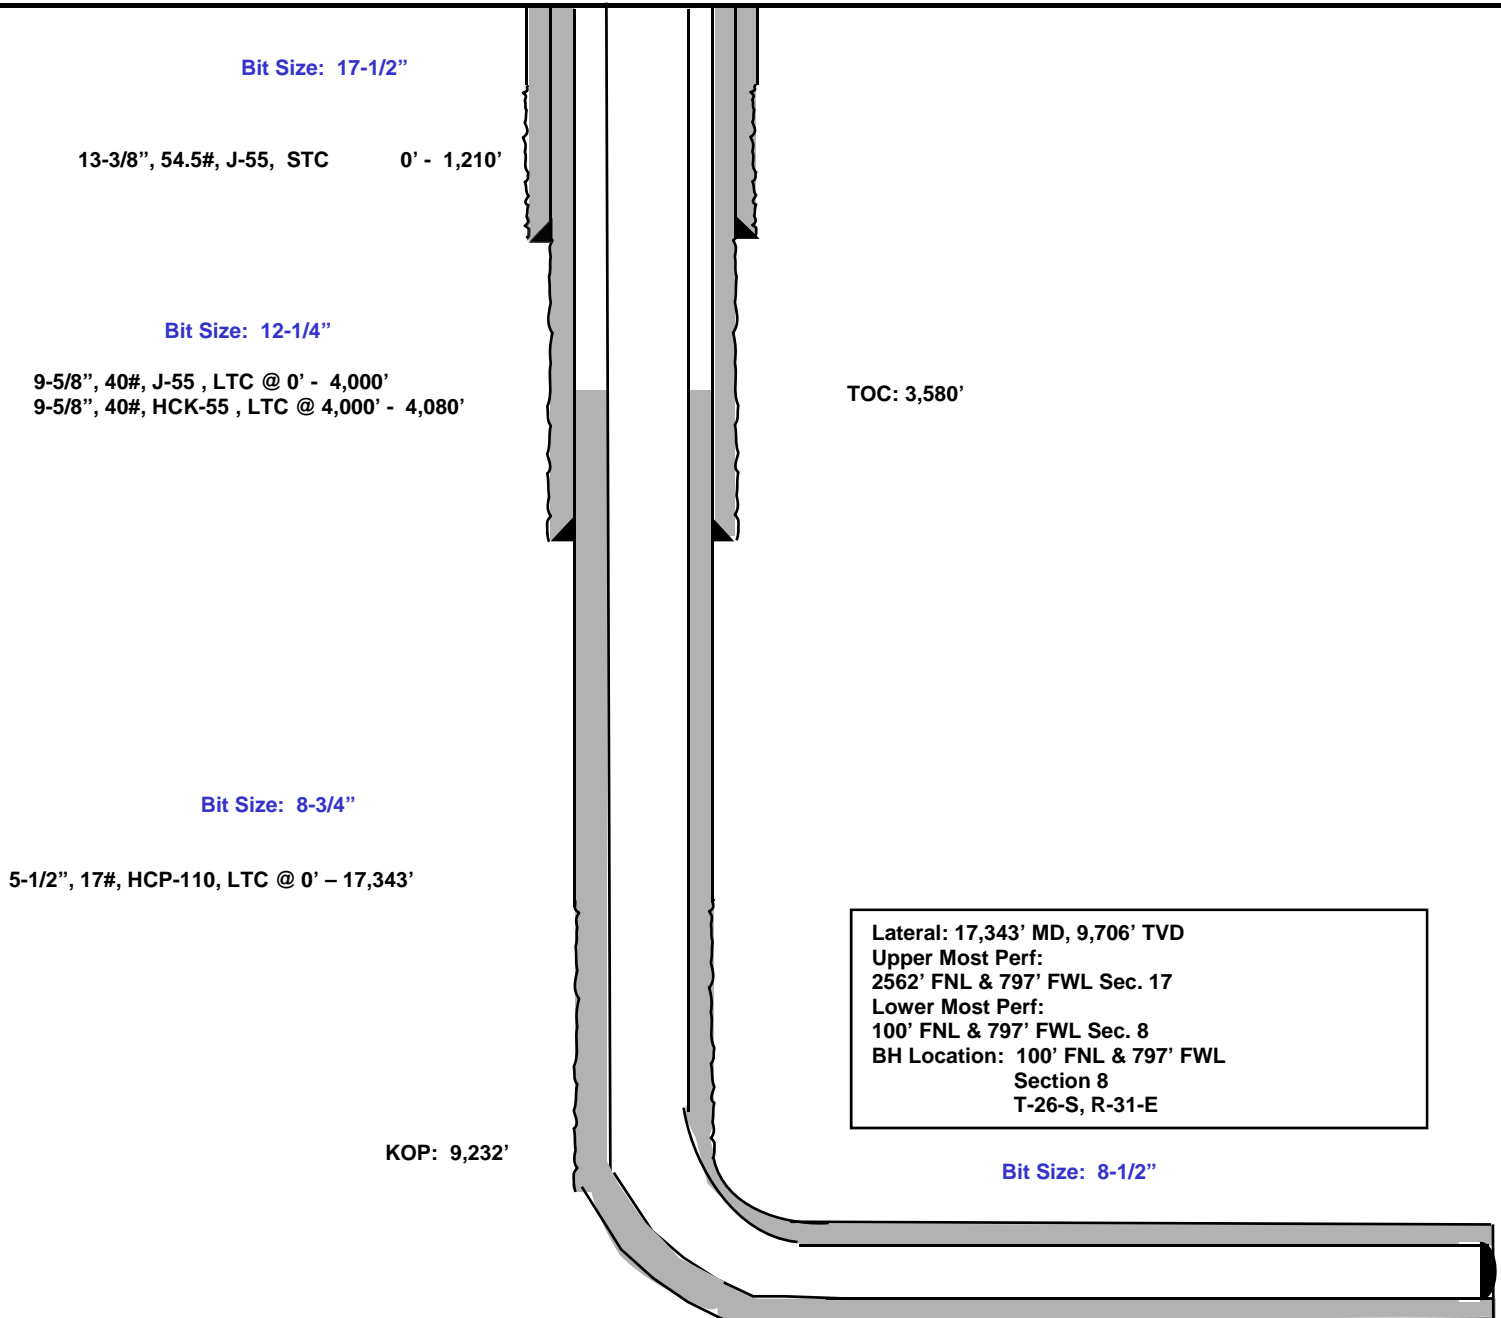 Bit Size: 17-1/2”
13-3/8”, 54.5#, J-55, STC 0’ - 1,210’
Bit Size: 12-1/4”
9-5/8”, 40#, J-55 , LTC @ 0’ - 4,000’
9-5/8”, 40#, HCK-55 , LTC @ 4,000’ - 4,080’
TOC: 3,580’
Bit Size: 8-3/4”
5-1/2”, 17#, HCP-110, LTC @ 0’ – 17,343’
Lateral: 17,343’ MD, 9,706’ TVD
Upper Most Perf:
2562’ FNL & 797’ FWL Sec. 17
Lower Most Perf:
100’ FNL & 797’ FWL Sec. 8
BH Location: 100’ FNL & 797’ FWL
Section 8
T-26-S, R-31-E
KOP: 9,232’
Bit Size: 8-1/2”